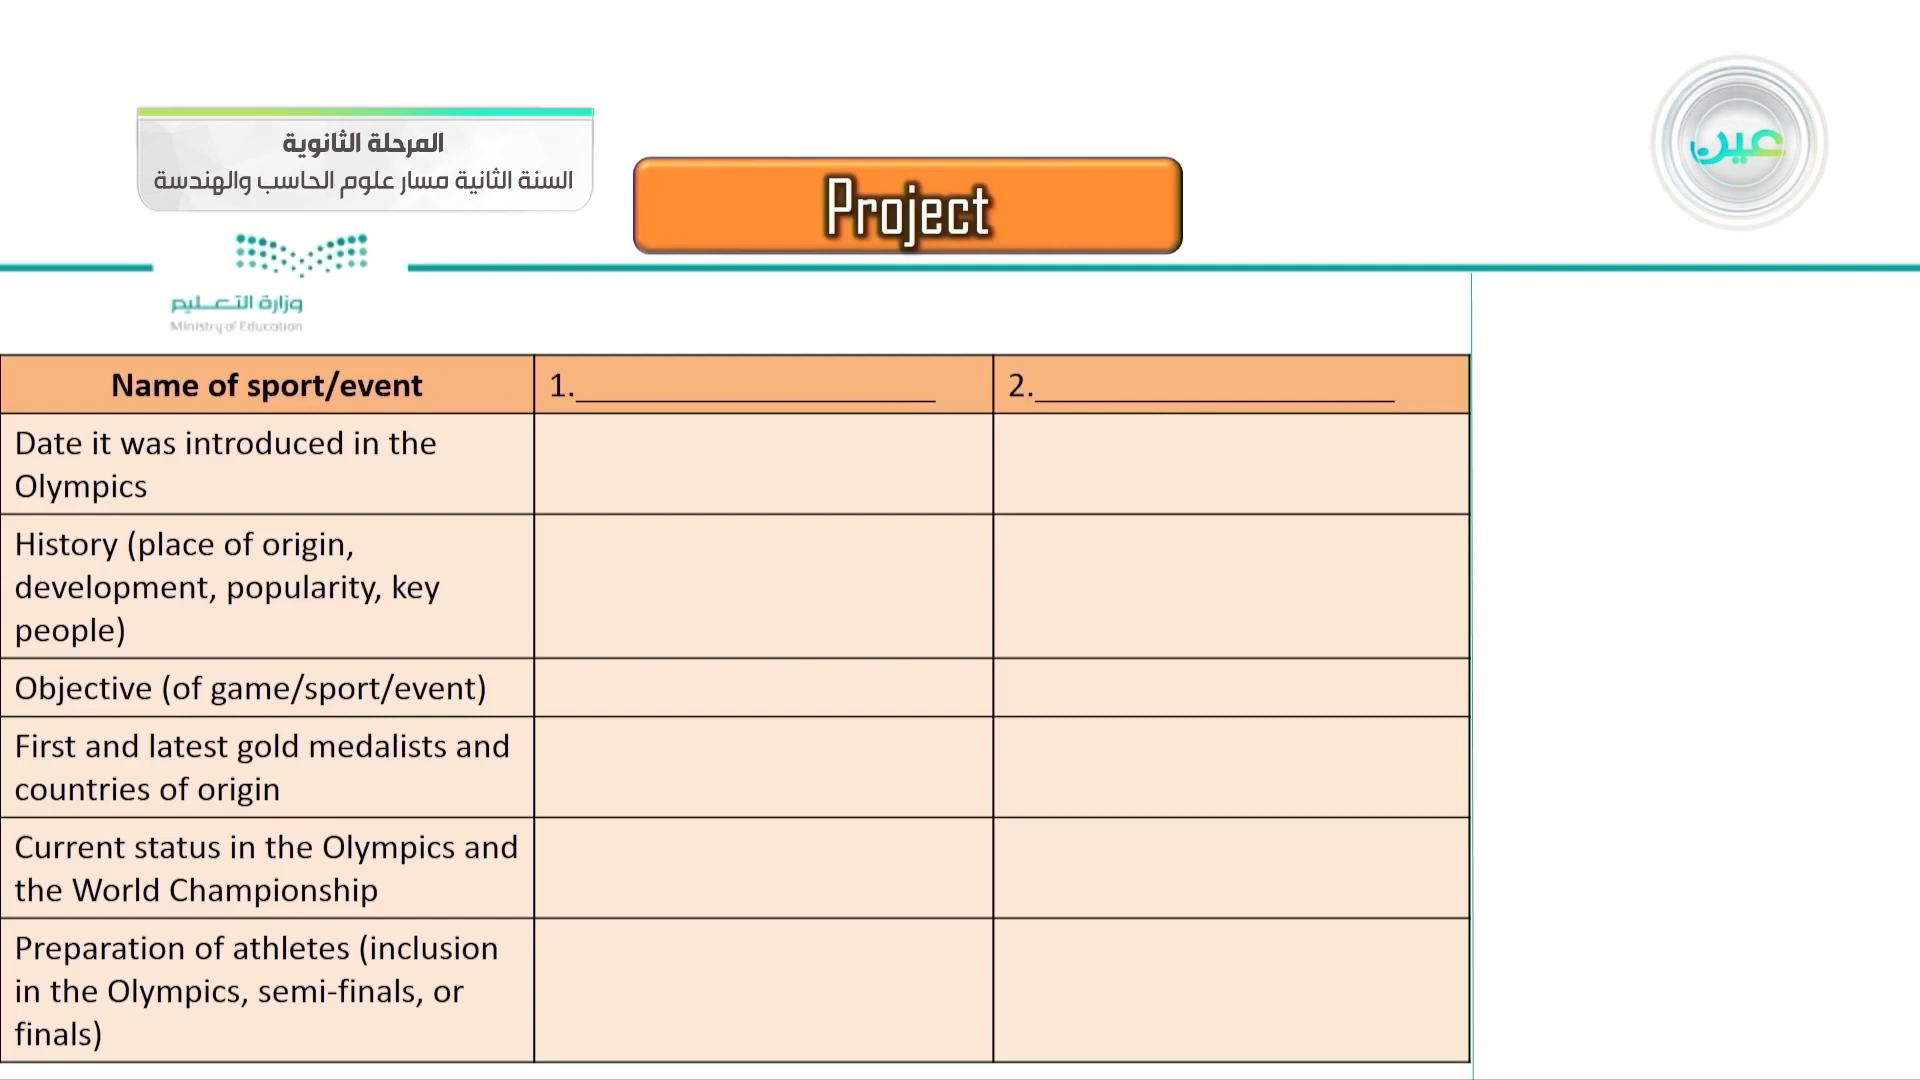 المرحلة الثانوية
السنة الثانية مسار علوم الحاسب والهندسة
عين
Project
وزارة التعليم
Ministry of Education
Name of sport/event
1.____________________
2.____________________
Date it was introduced in the
Olympics
History (place of origin,
development, popularity, key
people)
Objective (of game/sport/event)
First and latest gold medalists and
countries of origin
Current status in the Olympics and
the World Championship
Preparation of athletes (inclusion
in the Olympics, semi-finals, or
finals)